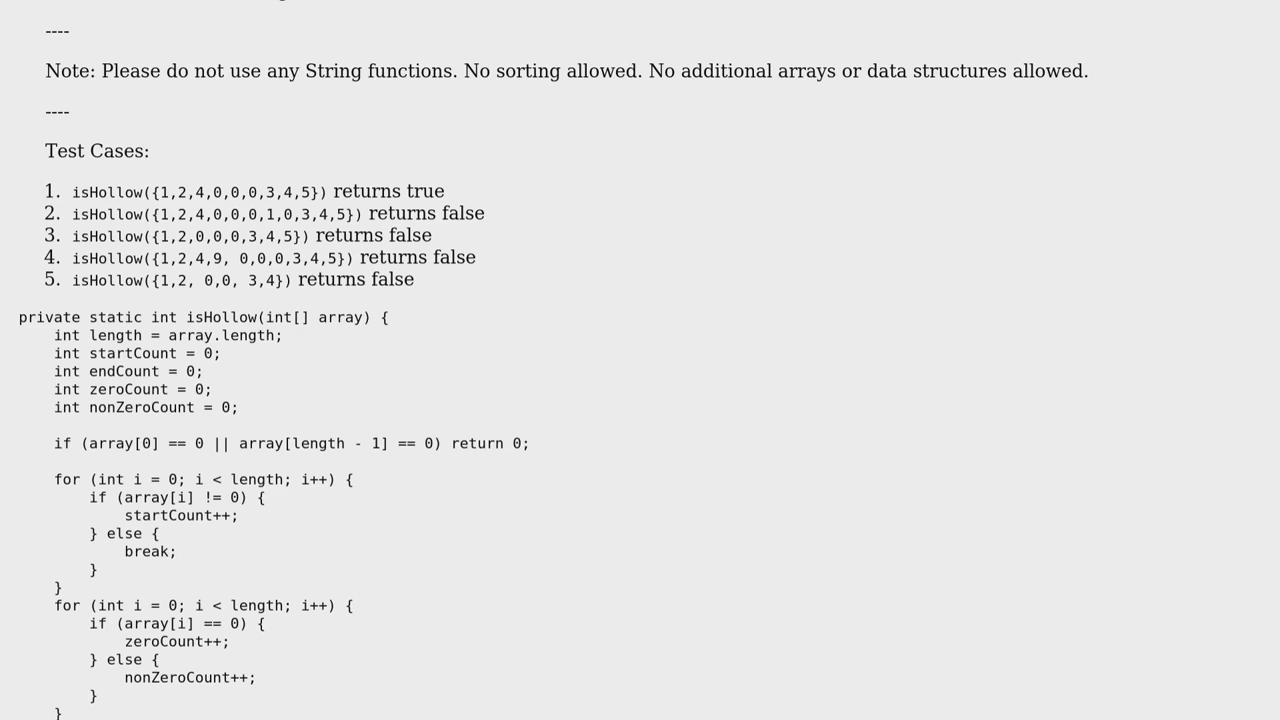 ----
Note: Please do not use any String functions. No sorting allowed. No additional arrays or data structures allowed.
----
Test Cases:
1. isHollow({1,2,4,0,0,0,3,4,5}) returns true
2. isHollow({1,2,4,0,0,0,1,0,3,4,5}) returns false
3. isHollow({1,2,0,0,0,3,4,5}) returns false
4. isHollow({1,2,4,9, 0,0,0,3,4,5}) returns false
5. isHollow({1,2, 0,0, 3,4}) returns false
private static int isHollow(int[] array) {
    int length = array.length;
    int startCount = 0;
    int endCount = 0;
    int zeroCount = 0;
    int nonZeroCount = 0;
    if (array[0] == 0 || array[length - 1] == 0) return 0;
    for (int i = 0; i < length; i++) {
        if (array[i] != 0) {
            startCount++;
        } else {
            break;
        }
    }
    for (int i = 0; i < length; i++) {
        if (array[i] == 0) {
            zeroCount++;
        } else {
            nonZeroCount++;
        }
    }